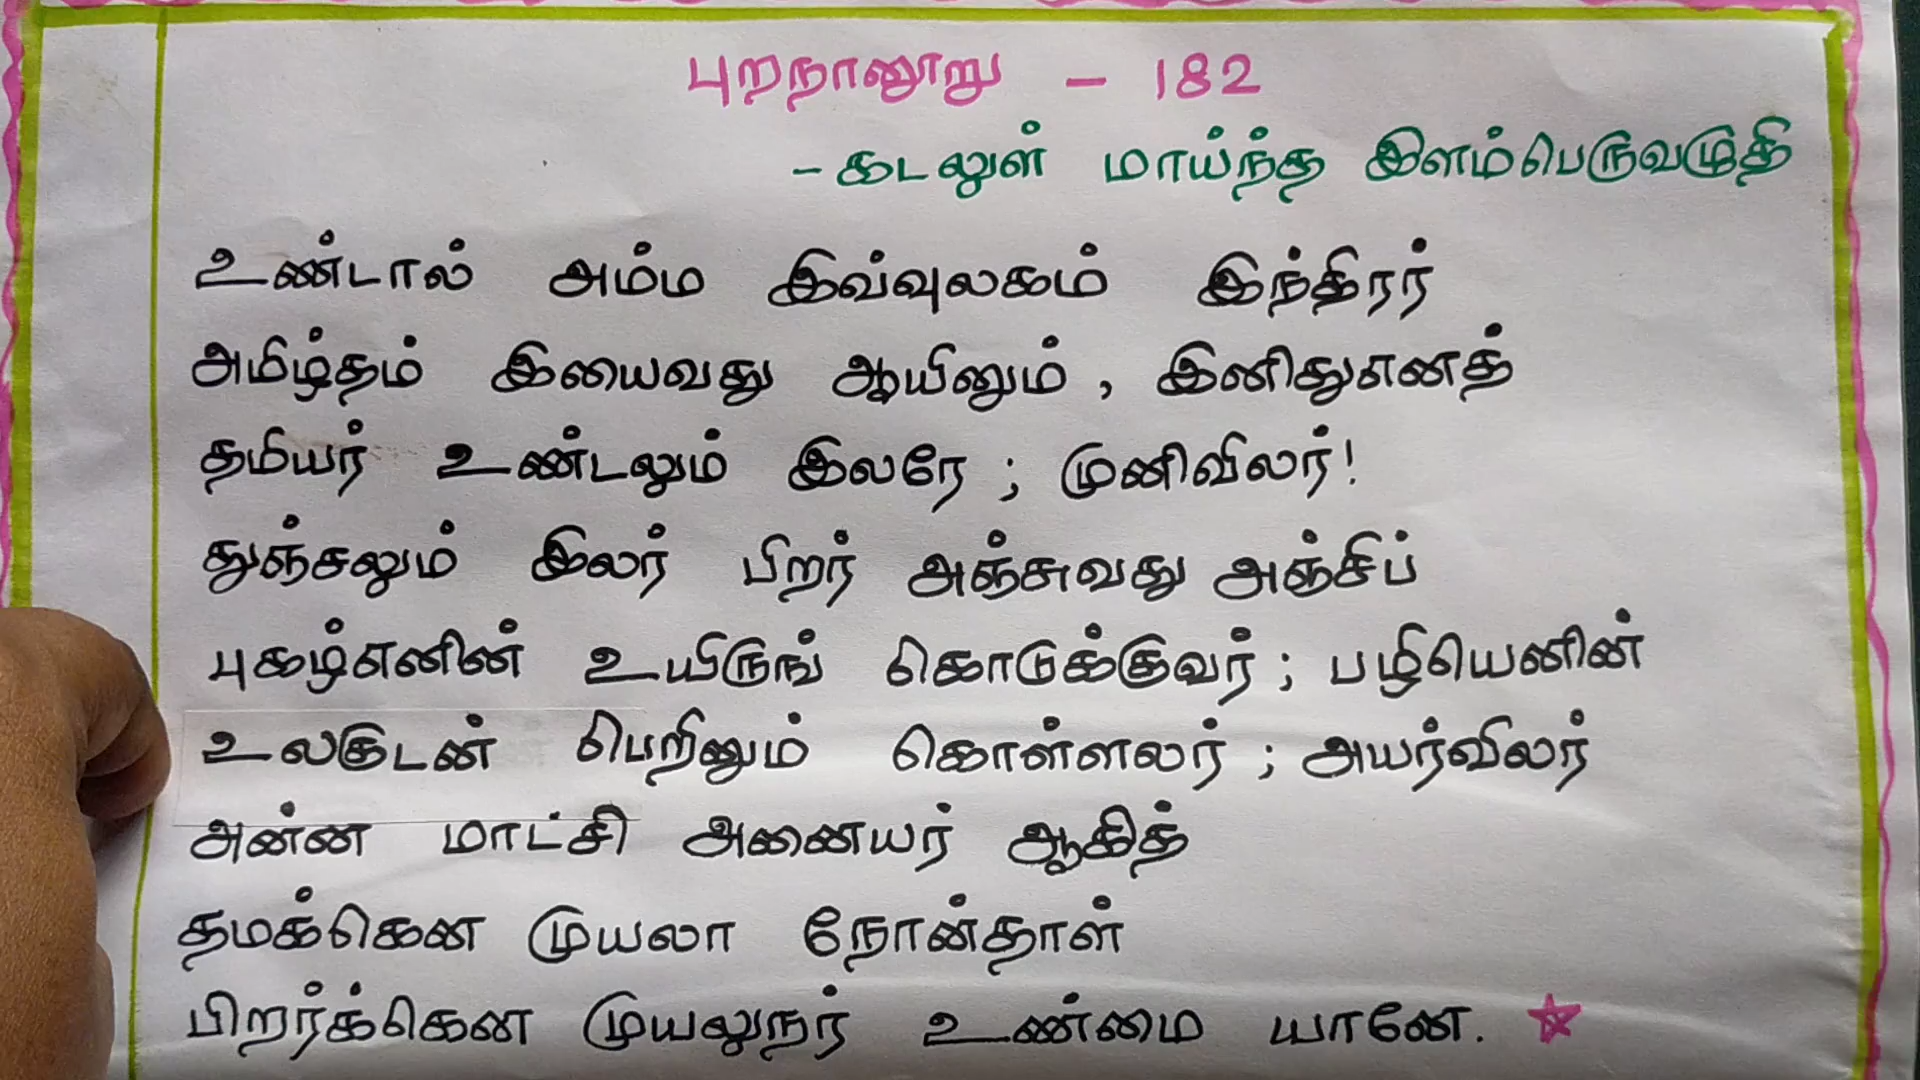 புறநானூறு - 182
- கடலுள் மாய்ந்த இளம்பெருவழுதி
உண்டால் அம்ம இவ்வுலகம் இந்திரர்
அமிழ்தம் இயைவது ஆயினும் , இனிதுஎனத்
தமியர் உண்டலும் இலரே ; முனிவிலர்!
துஞ்சலும் இலர் பிறர் அஞ்சுவது அஞ்சிப்
புகழ்எனின் உயிருங் கொடுக்குவர் ; பழியெனின்
உலகுடன் பெறினும் கொள்ளலர் ; அயர்விலர்
அன்ன மாட்சி அனையர் ஆகித்
தமக்கென முயலா நோன்தாள்
பிறர்க்கென முயலுநர் உண்மை யானே.